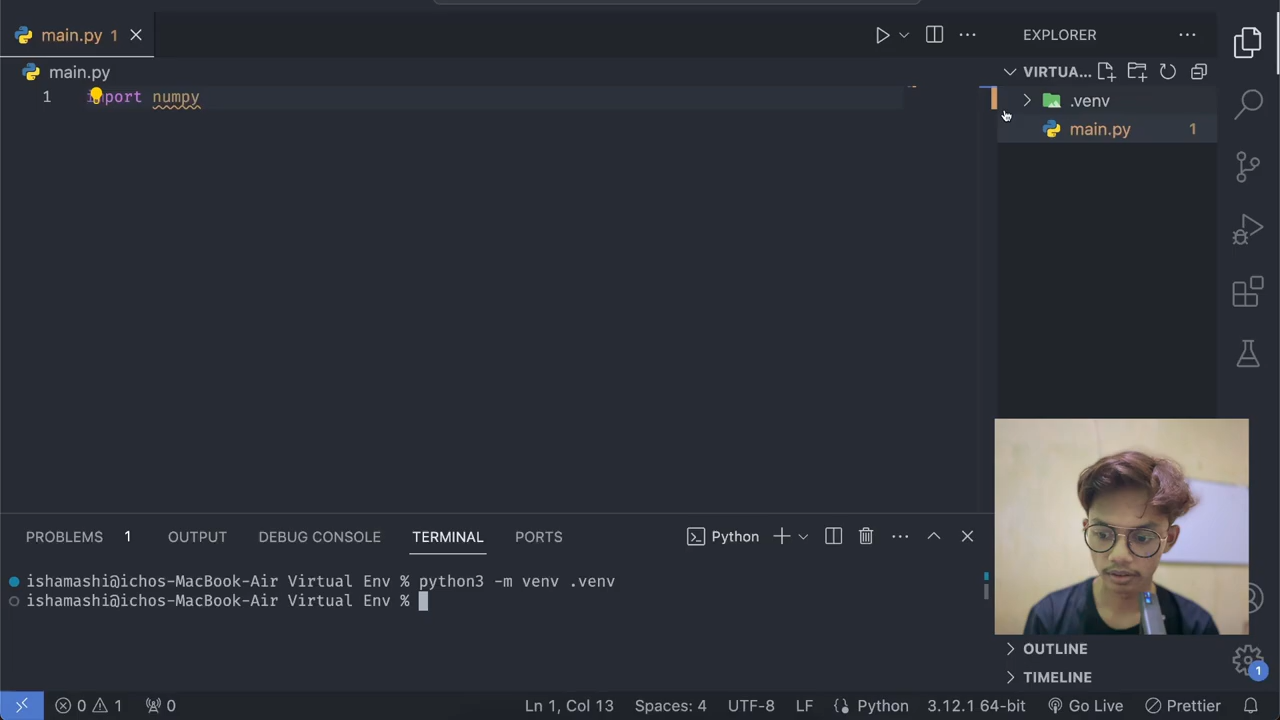 main.py 1
EXPLORER
main.py
VIRTUA...
1 import numpy
.venv
main.py 1
PROBLEMS 1 OUTPUT DEBUG CONSOLE TERMINAL PORTS Python
ishamashi@ichos-MacBook-Air Virtual Env % python3 -m venv .venv
ishamashi@ichos-MacBook-Air Virtual Env %
OUTLINE
TIMELINE
1
0 1 0 Ln 1, Col 13 Spaces: 4 UTF-8 LF Python 3.12.1 64-bit Go Live Prettier